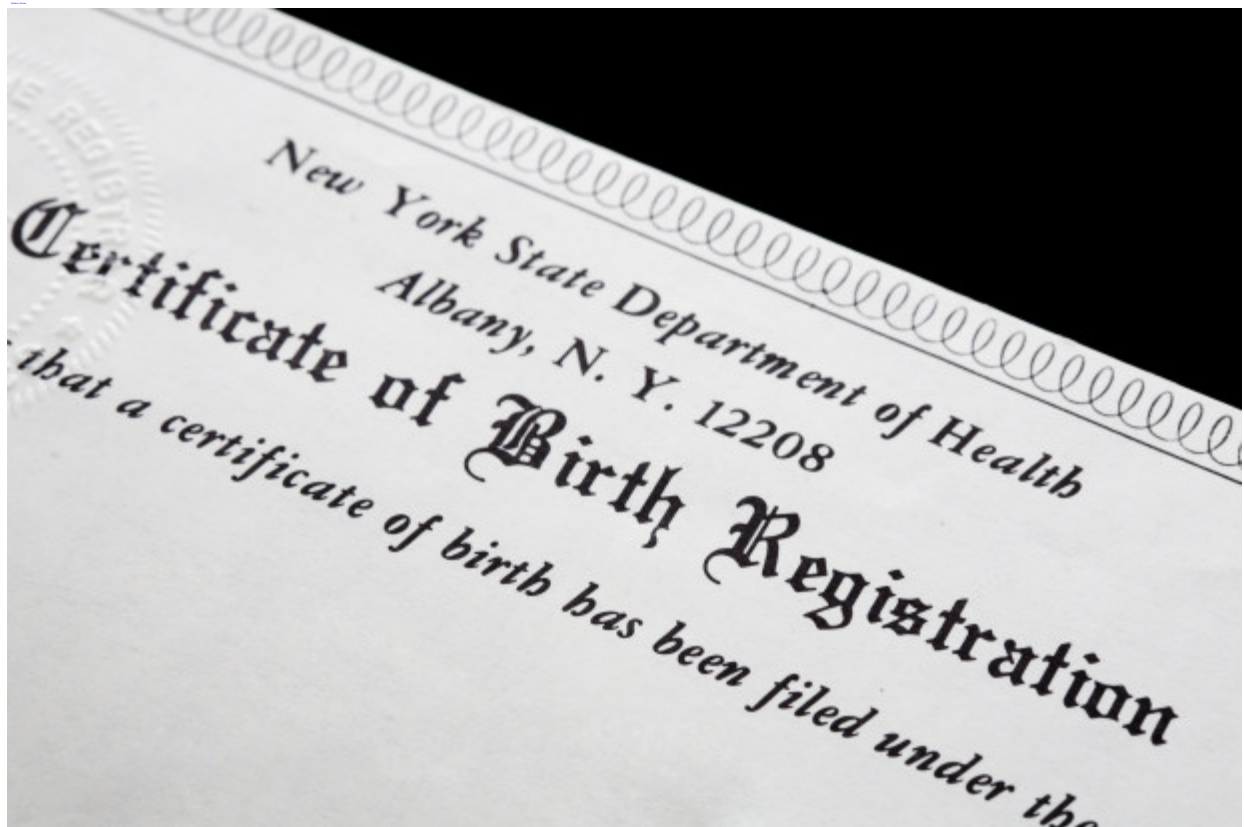 New York State Department of Health
Albany, N. Y. 12208
Certificate of Birth Registration
that a certificate of birth has been filed under the